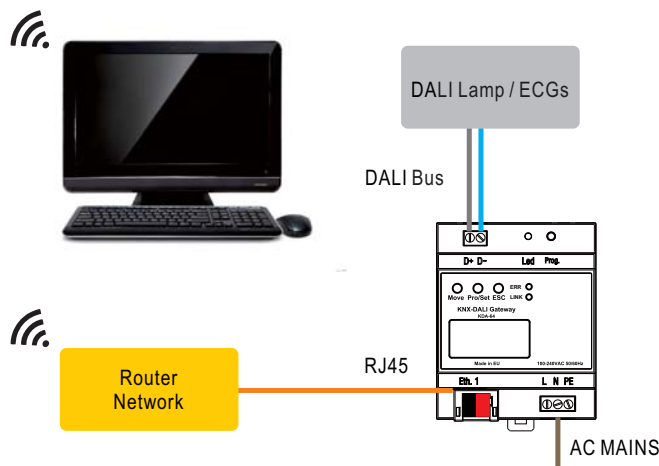 DALI Lamp / ECGs
DALI Bus
D+ D-
Led Prog.
Move Pro/Set ESC
ERR
LINK
KNX-DALI Gateway
KDA-64
Made in EU
100-240VAC 50/60Hz
Router
Network
RJ45
Eth. 1
L N PE
AC MAINS